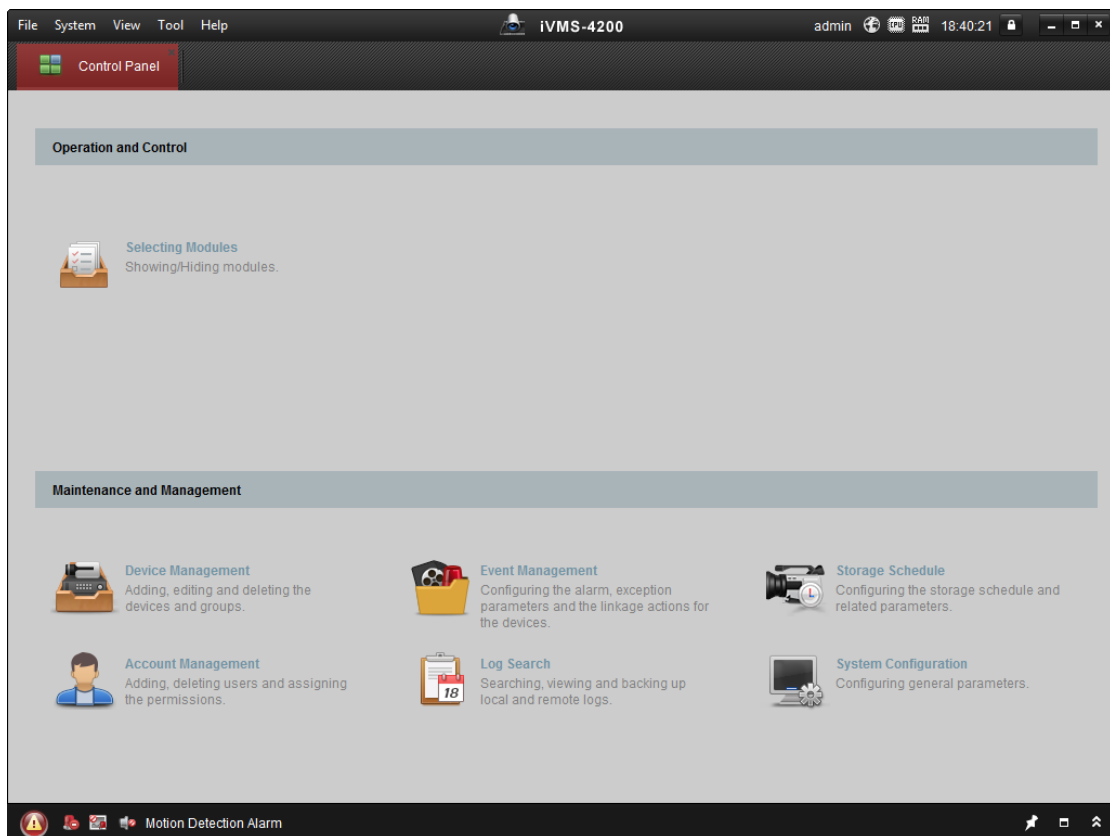 File System View Tool Help iVMS-4200 admin CPU RAM 18:40:21
Control Panel
Operation and Control
Selecting Modules
Showing/Hiding modules.
Maintenance and Management
Device Management
Adding, editing and deleting the
devices and groups.
Event Management
Configuring the alarm, exception
parameters and the linkage actions for
the devices.
Storage Schedule
Configuring the storage schedule and
related parameters.
Account Management
Adding, deleting users and assigning
the permissions.
18
Log Search
Searching, viewing and backing up
local and remote logs.
System Configuration
Configuring general parameters.
Motion Detection Alarm